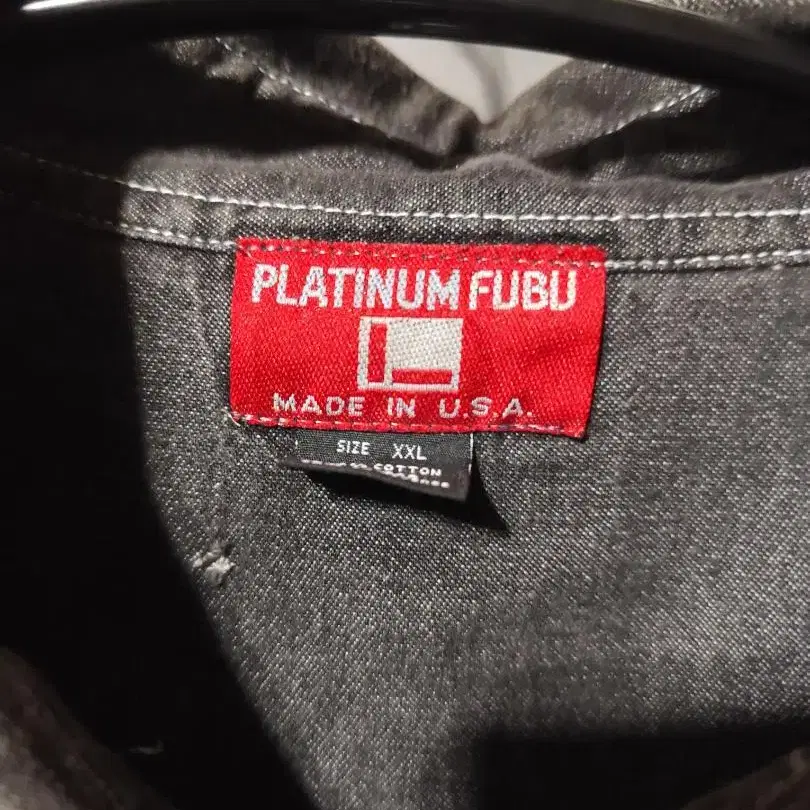 PLATINUM FUBU
MADE IN U.S.A.
SIZE XXL
COTTON